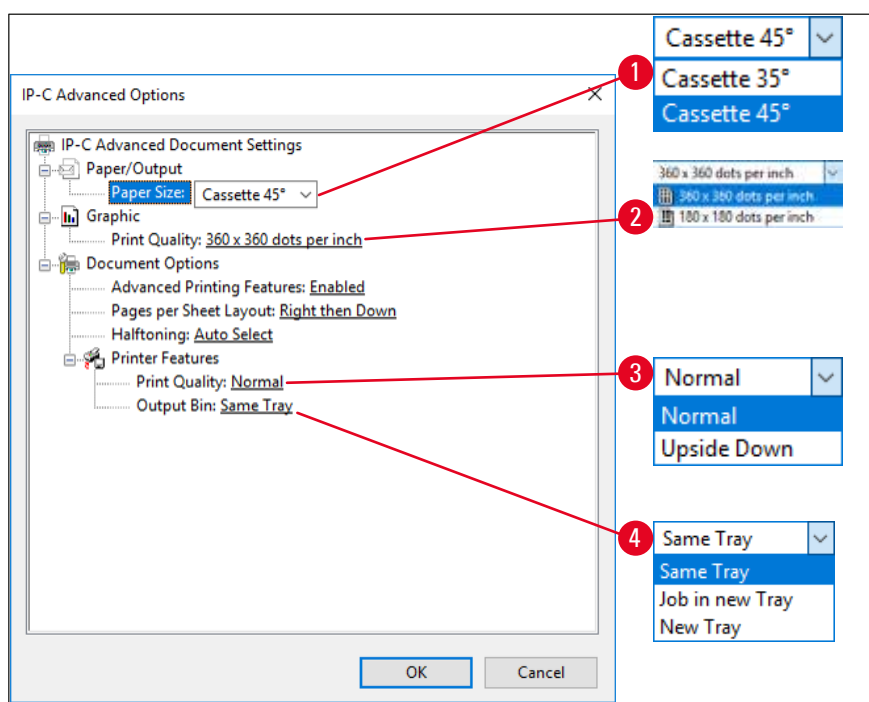 IP-C Advanced Options
IP-C Advanced Document Settings
Paper/Output
Paper Size: Cassette 45°
Graphic
Print Quality: 360 x 360 dots per inch
Document Options
Advanced Printing Features: Enabled
Pages per Sheet Layout: Right then Down
Halftoning: Auto Select
Printer Features
Print Quality: Normal
Output Bin: Same Tray
OK
Cancel
1
Cassette 45°
Cassette 35°
Cassette 45°
2
360 x 360 dots per inch
360 x 360 dots per inch
180 x 180 dots per inch
3
Normal
Normal
Upside Down
4
Same Tray
Same Tray
Job in new Tray
New Tray